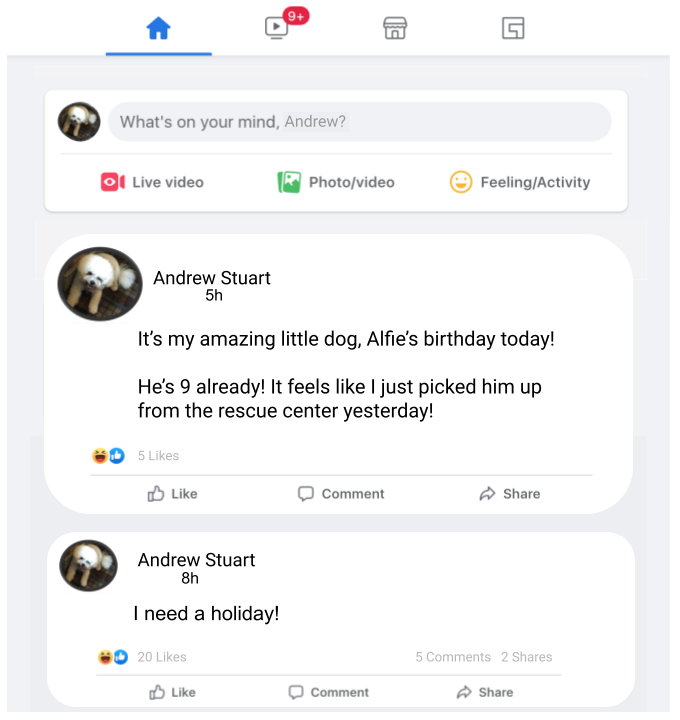 9+
What's on your mind, Andrew?
Live video
Photo/video
Feeling/Activity
Andrew Stuart
5h
It's my amazing little dog, Alfie's birthday today!
He's 9 already! It feels like I just picked him up
from the rescue center yesterday!
5 Likes
Like
Comment
Share
Andrew Stuart
8h
I need a holiday!
20 Likes
5 Comments
2 Shares
Like
Comment
Share